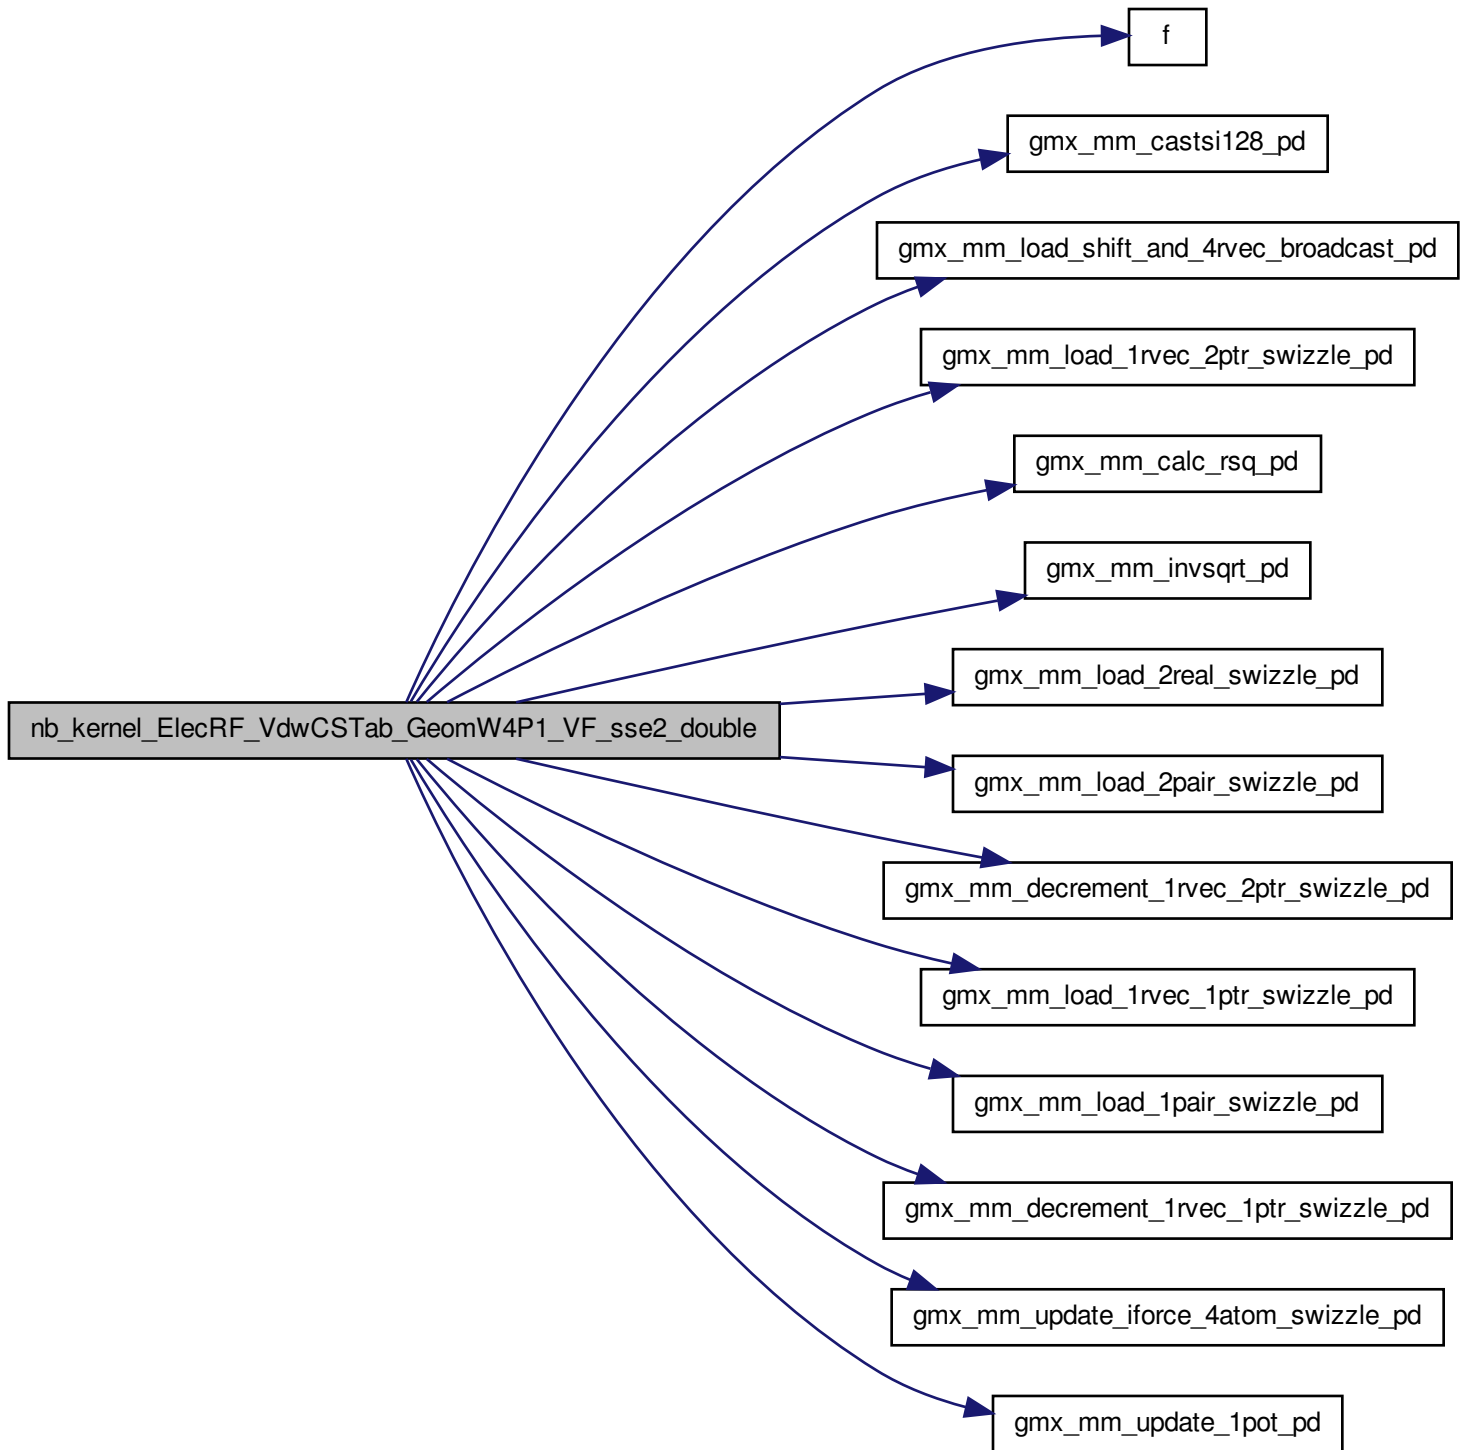 f
gmx_mm_castsi128_pd
gmx_mm_load_shift_and_4rvec_broadcast_pd
gmx_mm_load_1rvec_2ptr_swizzle_pd
gmx_mm_calc_rsq_pd
gmx_mm_invsqrt_pd
gmx_mm_load_2real_swizzle_pd
nb_kernel_ElecRF_VdwCSTab_GeomW4P1_VF_sse2_double
gmx_mm_load_2pair_swizzle_pd
gmx_mm_decrement_1rvec_2ptr_swizzle_pd
gmx_mm_load_1rvec_1ptr_swizzle_pd
gmx_mm_load_1pair_swizzle_pd
gmx_mm_decrement_1rvec_1ptr_swizzle_pd
gmx_mm_update_iforce_4atom_swizzle_pd
gmx_mm_update_1pot_pd